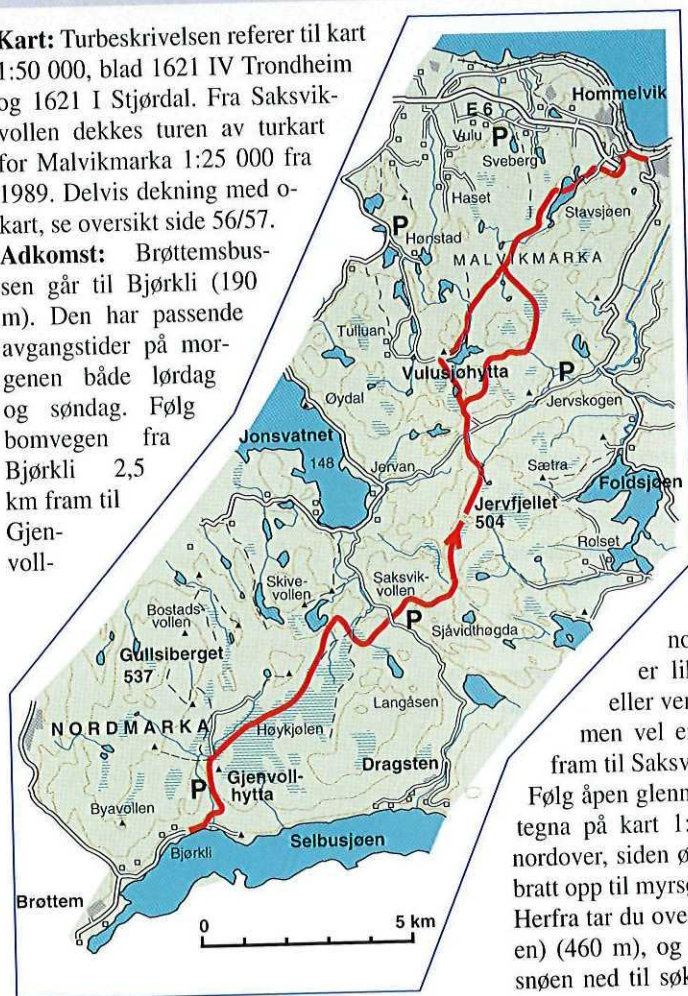 Kart: Turbeskrivelsen referer til kart
1:50 000, blad 1621 IV Trondheim
og 1621 I Stjørdal. Fra Saksvik-
vollen dekkes turen av turkart
for Malvikmarka 1:25 000 fra
1989. Delvis dekning med o-
kart, se oversikt side 56/57.
Adkomst: Brøttemsbus-
sen går til Bjørkli (190
m). Den har passende
avgangstider på mor-
genen både lørdag
og søndag. Følg
bomvegen fra
Bjørkli 2,5
km fram til
Gjen-
voll-
Hommelvik
E 6
Vulu
P
Sveberg
Haset
Stavsjøen
P
Hønstad
MALVIKMARKA
Tulluan
Vulusjøhytta
P
Øydal
Jervskogen
Jonsvatnet
148
Jervan
Sætra
Foldsjøen
Jervfjellet
504
Rolset
Skive-
vollen
Saksvik-
vollen
P
Sjåvidthøgda
Bostads-
vollen
Gullsiberget
537
Langåsen
NORDMARKA
Høykjølen
Dragsten
P
Gjenvoll-
hytta
Byavollen
Bjørkli
Selbusjøen
Brøttem
0 5 km
er
eller
men vel
fram til
Følg åpen
tegna på kart
nordover, siden
bratt opp til
Herfra tar du
en) (460 m), og
snøen ned til